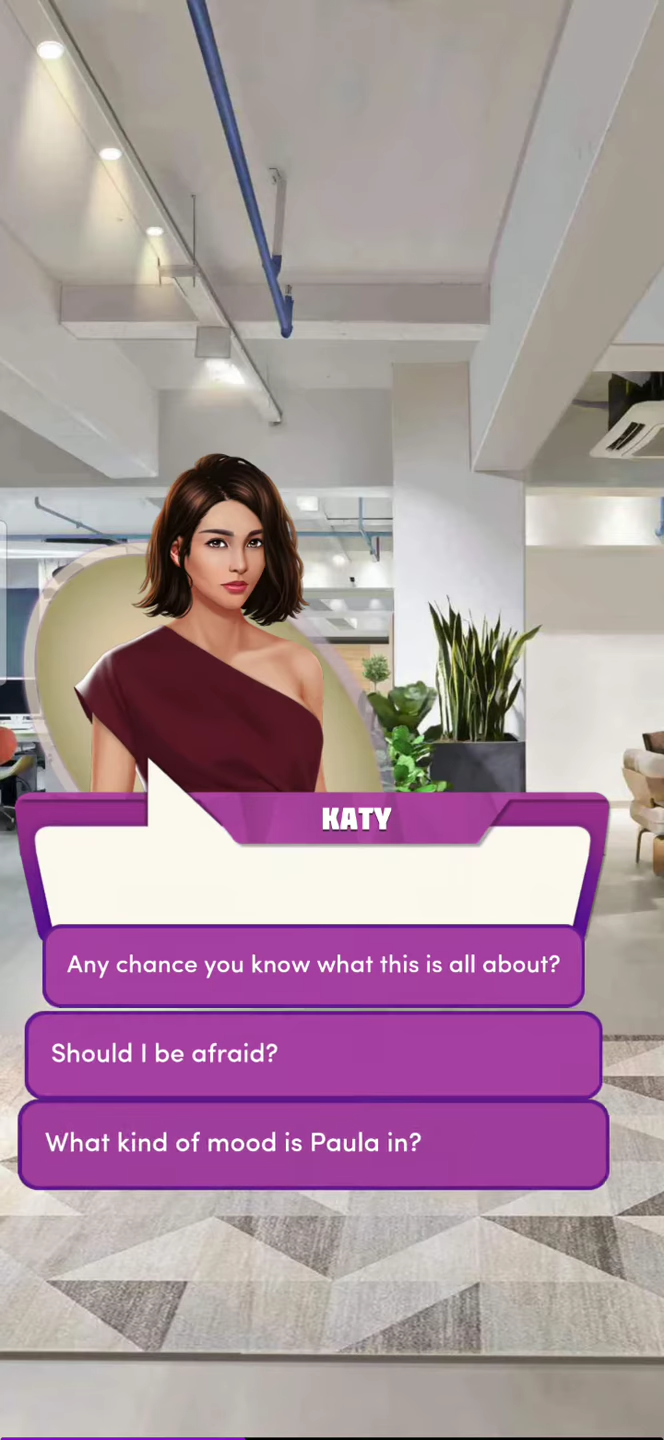 KATY
Any chance you know what this is all about?
Should I be afraid?
What kind of mood is Paula in?